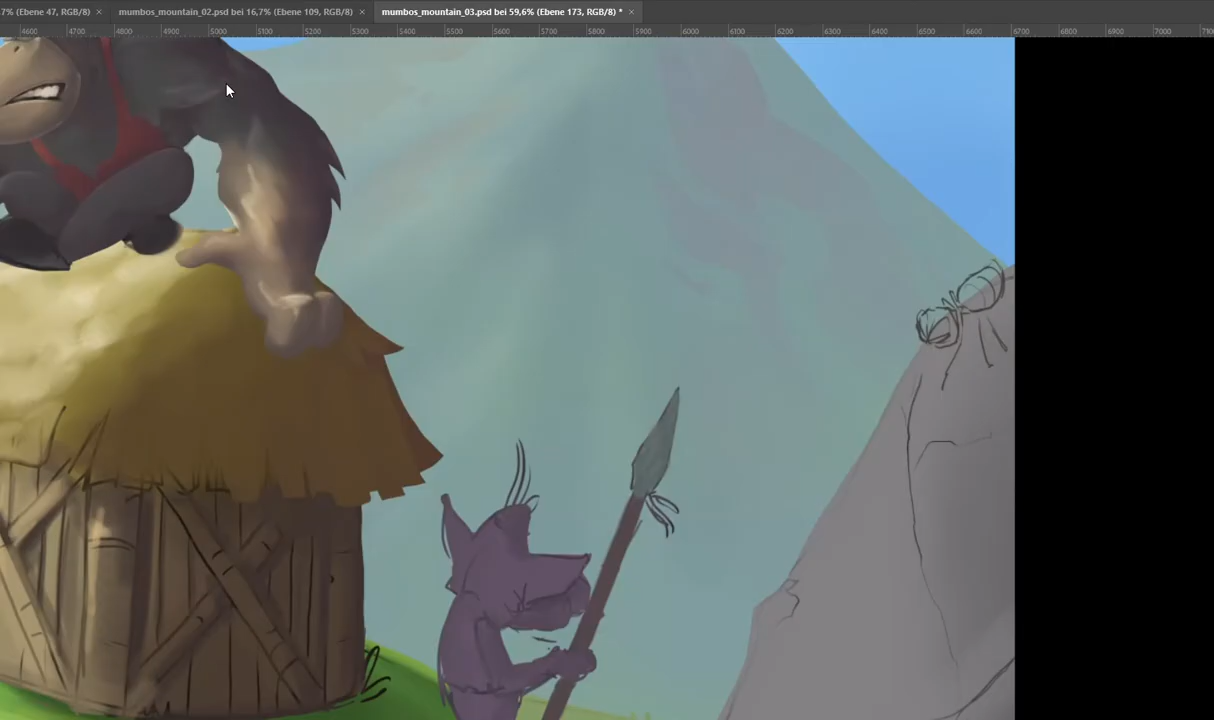 7% (Ebene 47, RGB/8) × mumbos_mountain_02.psd bei 16,7% (Ebene 109, RGB/8) × mumbos_mountain_03.psd bei 59,6% (Ebene 173, RGB/8) * ×
4600 4700 4800 4900 5000 5100 5200 5300 5400 5500 5600 5700 5800 5900 6000 6100 6200 6300 6400 6500 6600 6700 6800 6900 7000 710